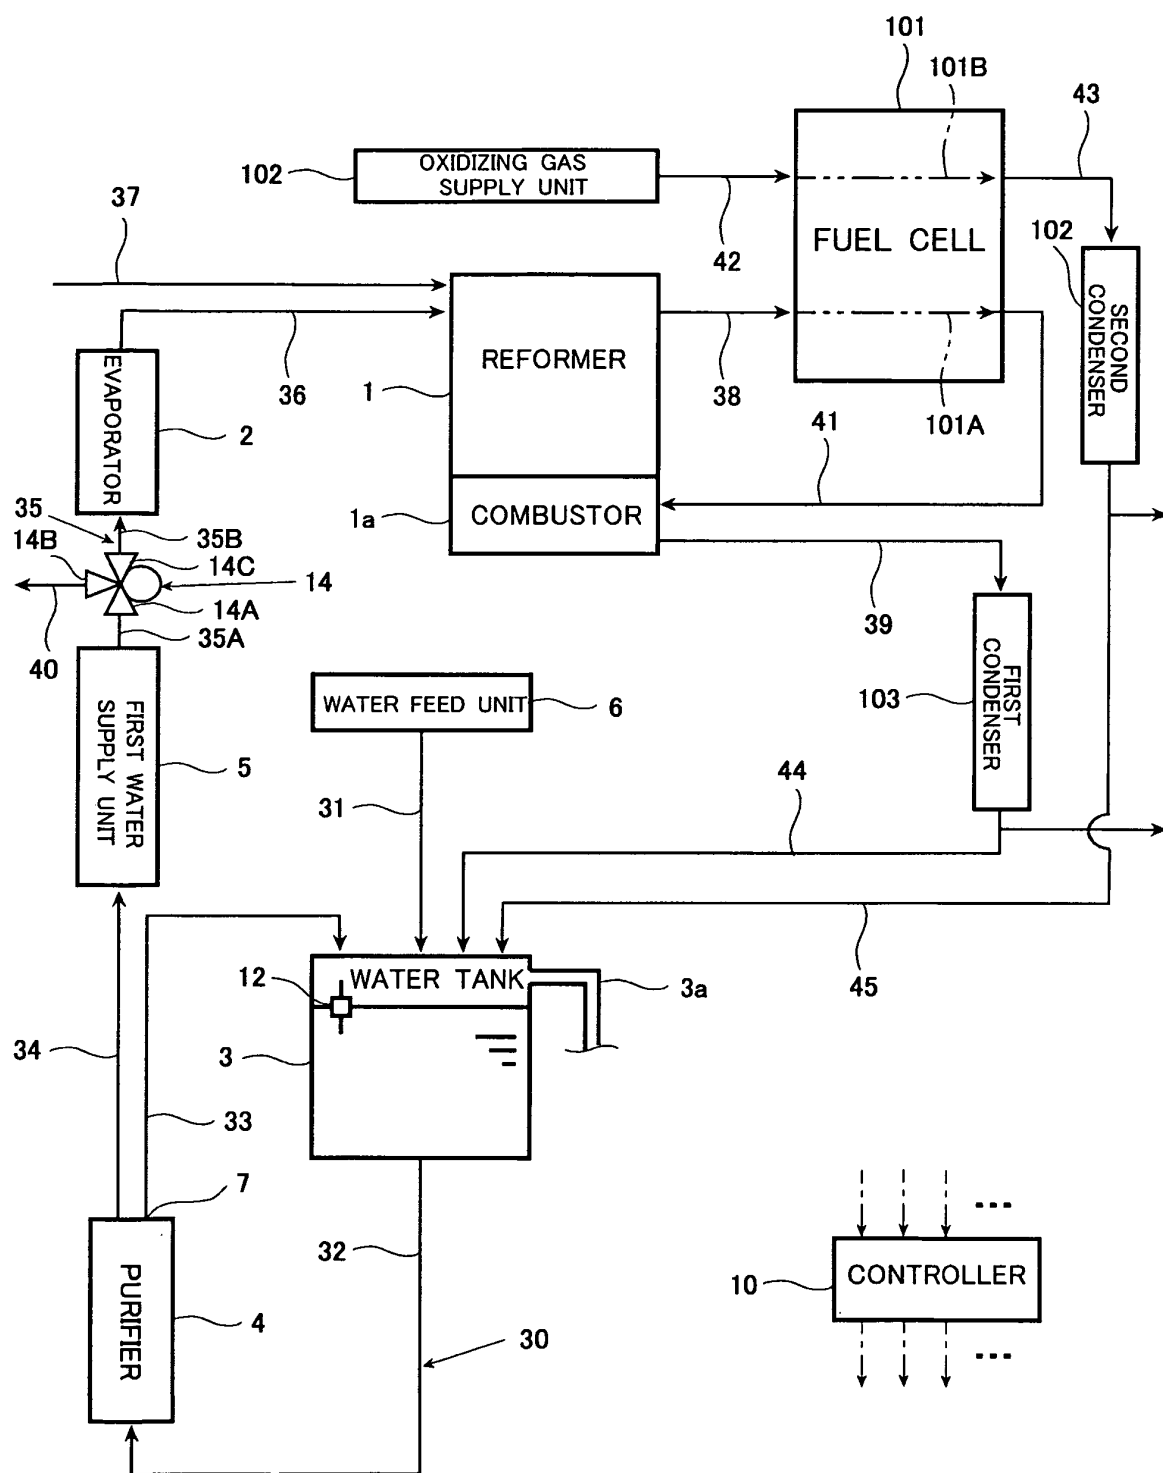 101
101B
43
102
OXIDIZING GAS
SUPPLY UNIT
37
42
FUEL CELL
102
SECOND
CONDENSER
EVAPORATOR
36
REFORMER
1
38
101A
2
41
35
35B
1a
COMBUSTOR
14B
14C
14
14A
39
40
35A
FIRST WATER
SUPPLY UNIT
WATER FEED UNIT
6
103
FIRST
CONDENSER
5
31
44
12
WATER TANK
3a
45
34
3
33
7
32
PURIFIER
4
30
10
CONTROLLER